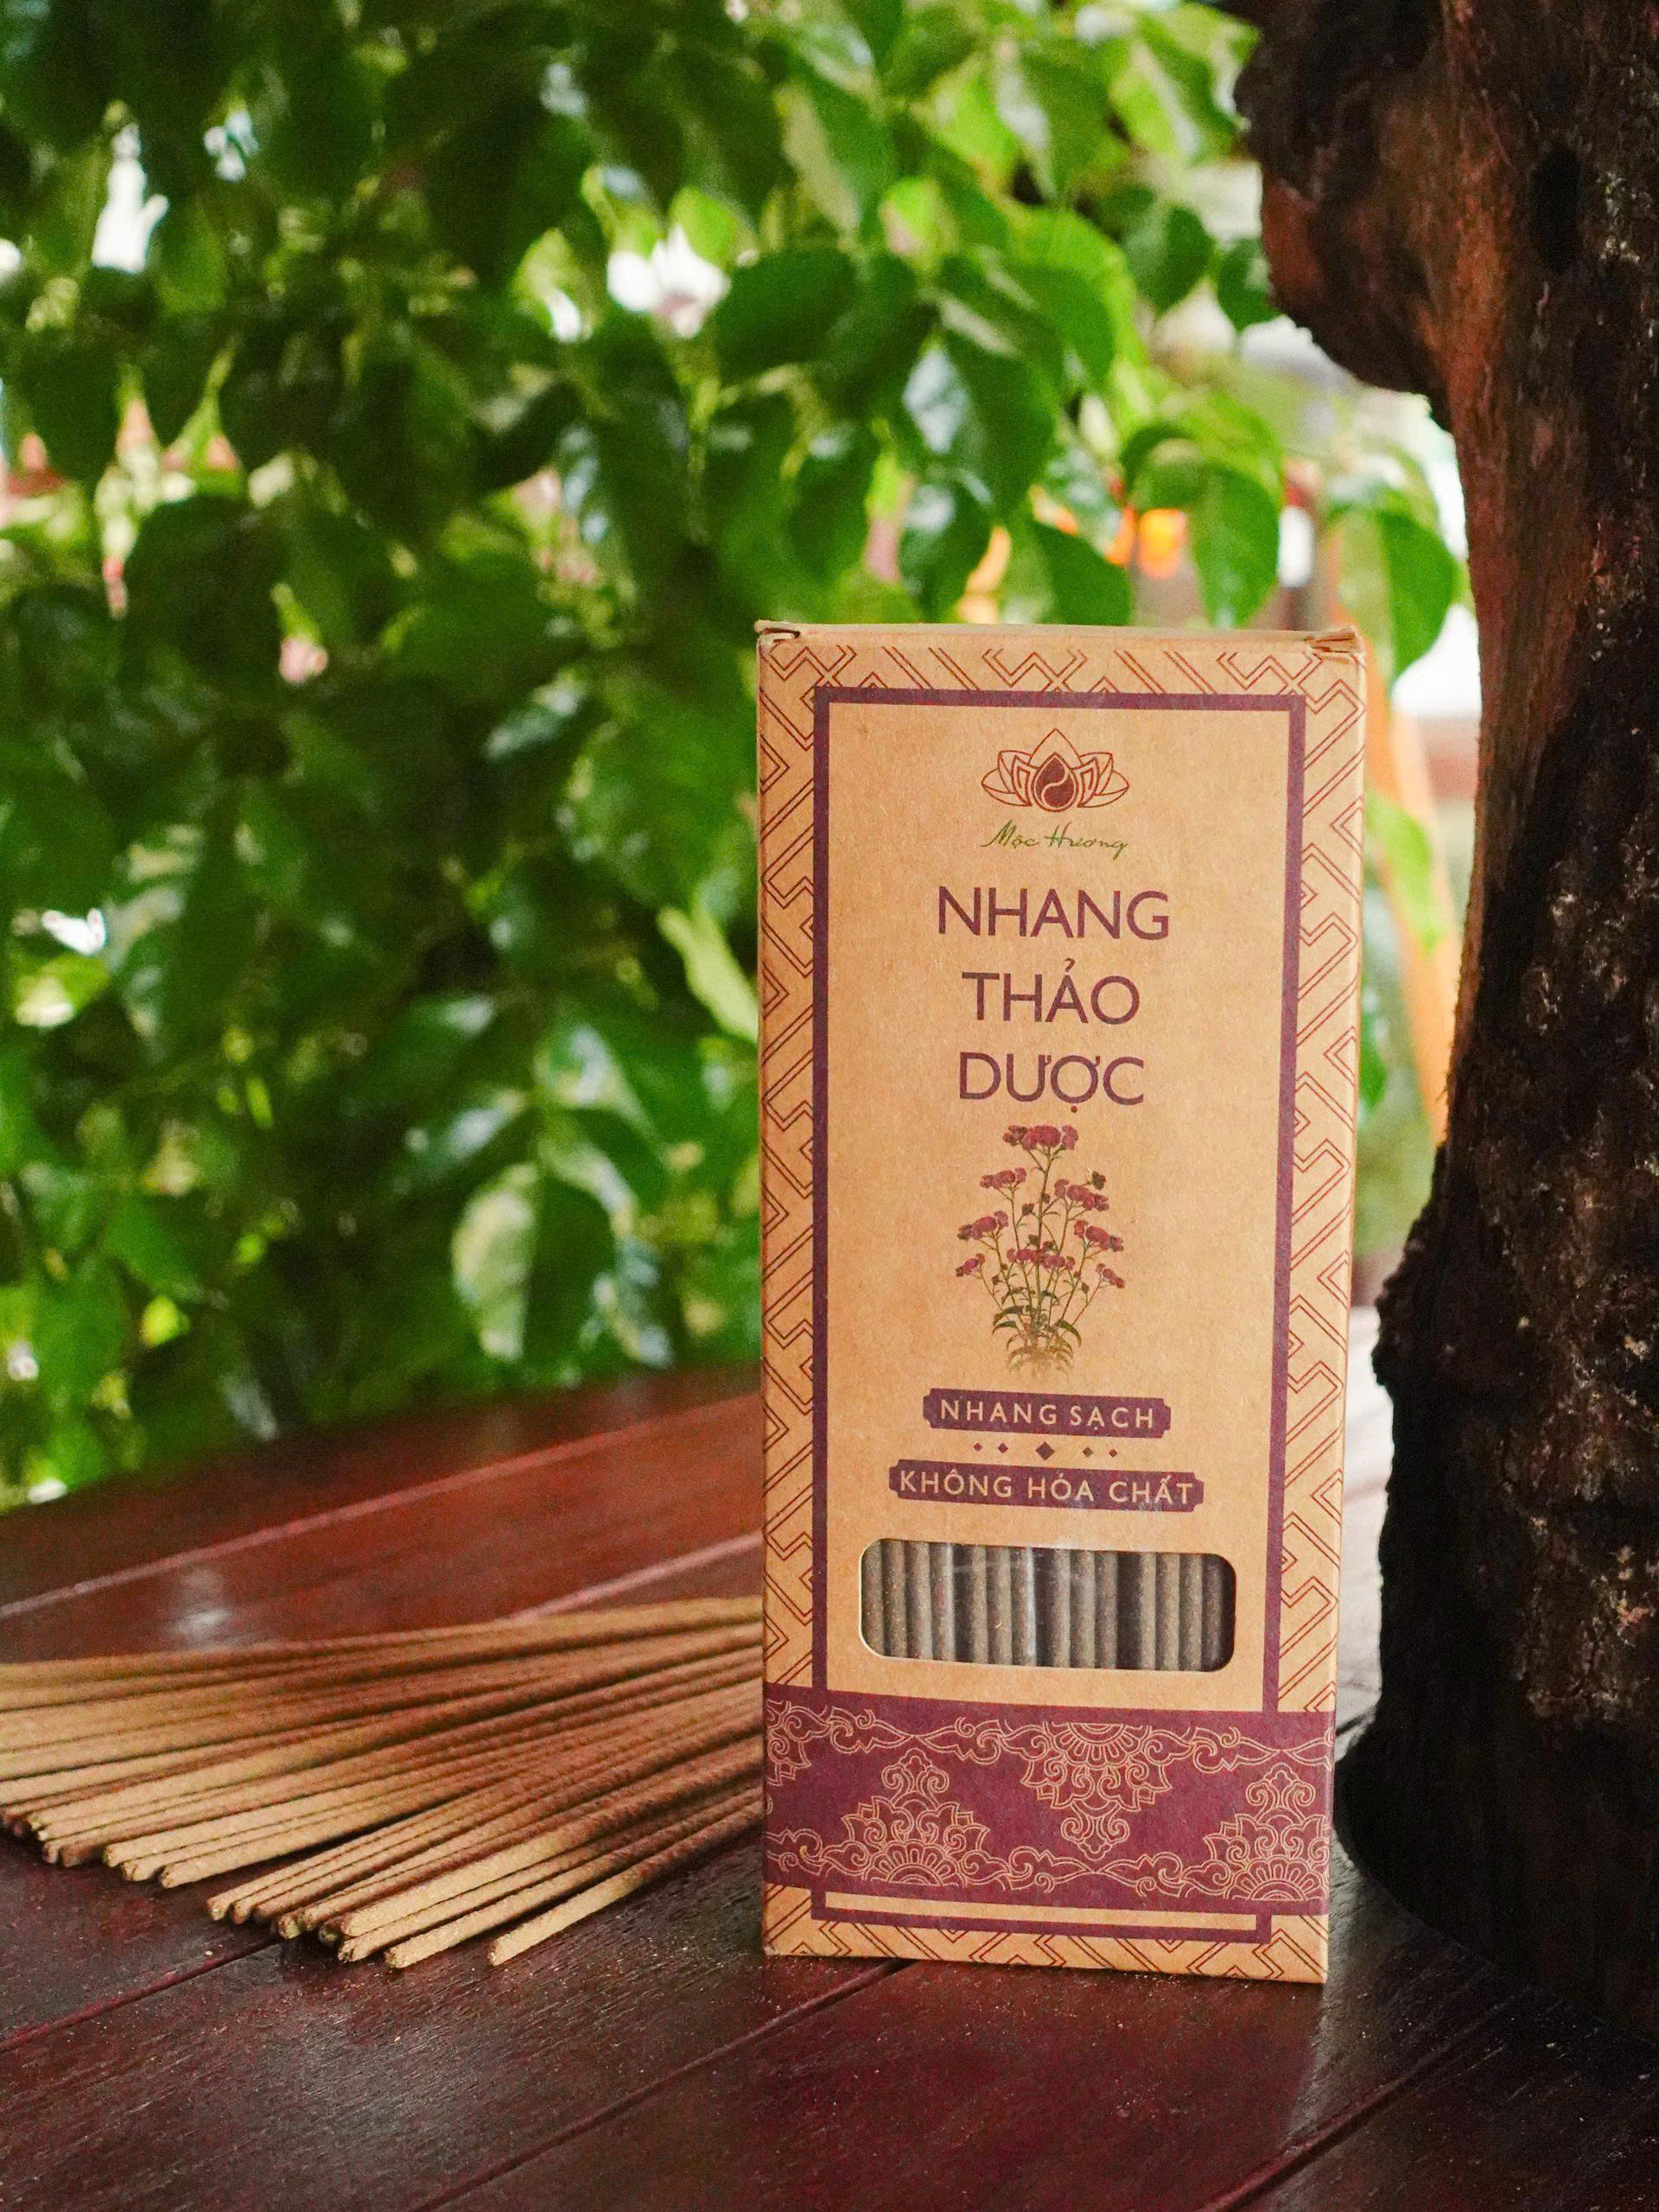 Mộc Hương
NHANG
THẢO
DƯỢC
NHANG SẠCH
KHÔNG HÓA CHẤT